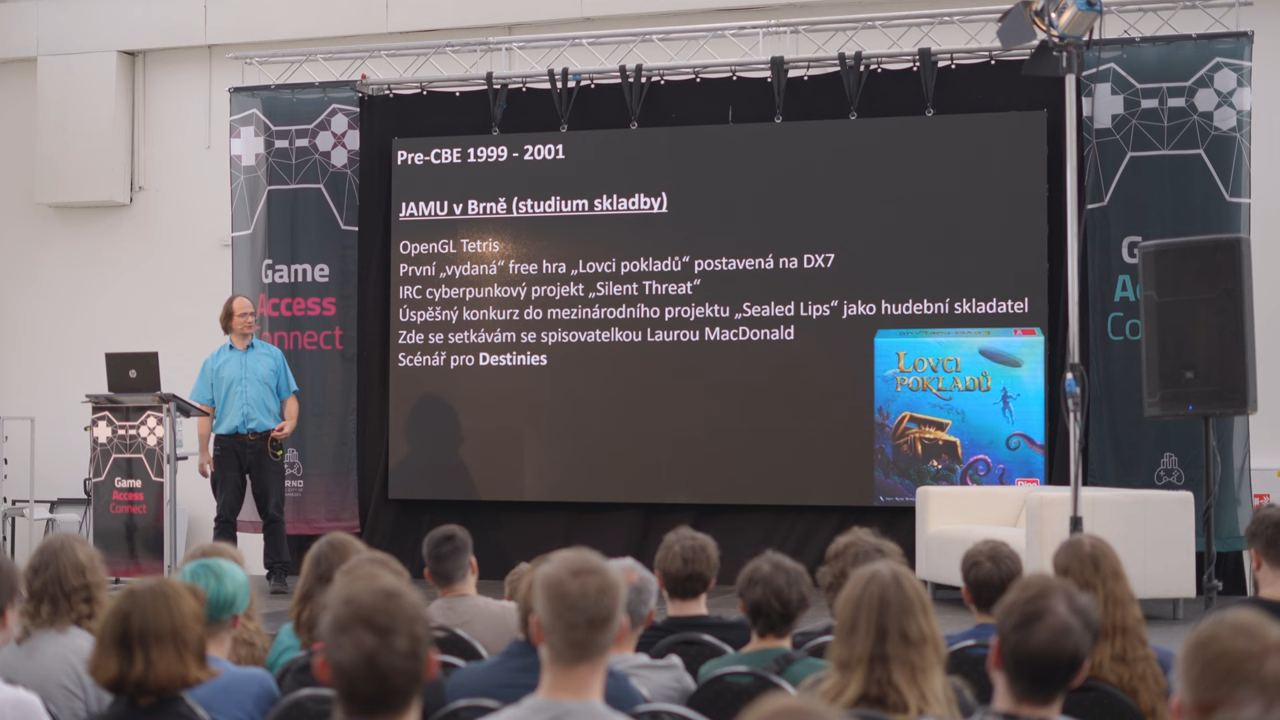 Pre-CBE 1999 - 2001
JAMU v Brně (studium skladby)
OpenGL Tetris
První „vydaná“ free hra „Lovci pokladů“ postavená na DX7
IRC cyberpunkový projekt „Silent Threat“
Úspěšný konkurz do mezinárodního projektu „Sealed Lips“ jako hudební skladatel
Zde se setkávám se spisovatelkou Laurou MacDonald
Scénář pro Destinies
LOVCI
POKLADŮ
Dino
Game
Access
Connect
hp
Game
Access
Connect
G
Co